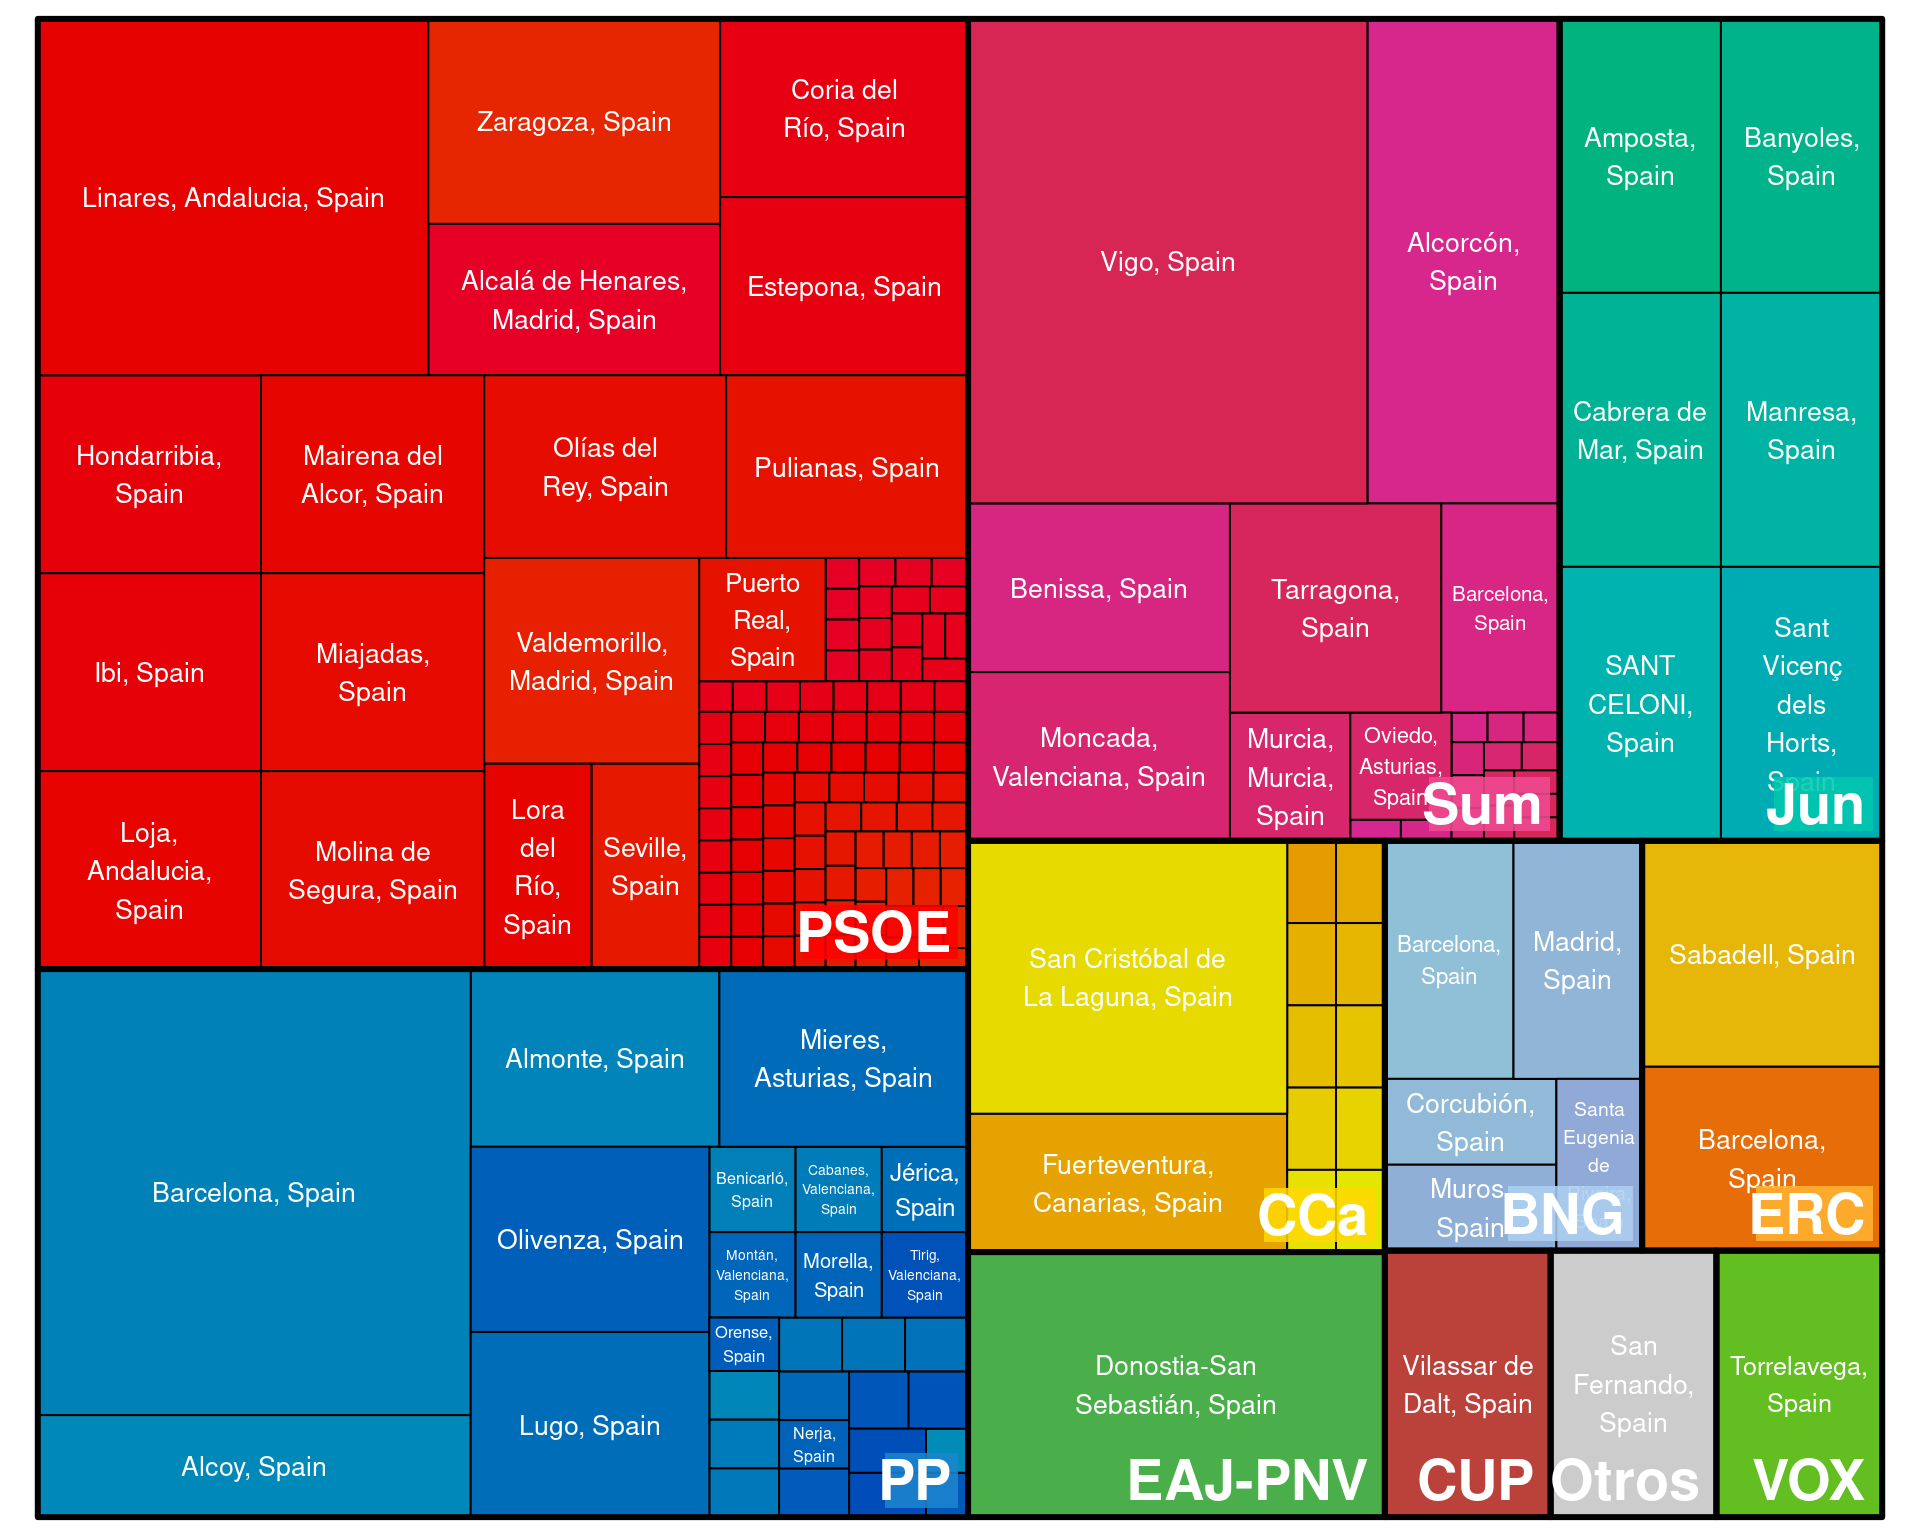 Linares, Andalucia, Spain
Zaragoza, Spain
Coria del
Río, Spain
Alcalá de Henares,
Madrid, Spain
Estepona, Spain
Hondarribia,
Spain
Mairena del
Alcor, Spain
Olías del
Rey, Spain
Pulianas, Spain
Ibi, Spain
Miajadas,
Spain
Valdemorillo,
Madrid, Spain
Puerto
Real,
Spain
Loja,
Andalucia,
Spain
Molina de
Segura, Spain
Lora
del
Río,
Spain
Seville,
Spain
PSOE
Vigo, Spain
Alcorcón,
Spain
Benissa, Spain
Tarragona,
Spain
Barcelona,
Spain
Moncada,
Valenciana, Spain
Murcia,
Murcia,
Spain
Oviedo,
Asturias,
Spain
Sum
Amposta,
Spain
Banyoles,
Spain
Cabrera de
Mar, Spain
Manresa,
Spain
SANT
CELONI,
Spain
Sant
Vicenç
dels
Horts,
Spain
Jun
Barcelona, Spain
Almonte, Spain
Mieres,
Asturias, Spain
Olivenza, Spain
Benicarló,
Spain
Cabanes,
Valenciana,
Spain
Jérica,
Spain
Montán,
Valenciana,
Spain
Morella,
Spain
Tirig,
Valenciana,
Spain
Orense,
Spain
Lugo, Spain
Nerja,
Spain
Alcoy, Spain
PP
San Cristóbal de
La Laguna, Spain
Fuerteventura,
Canarias, Spain
CCa
Barcelona,
Spain
Madrid,
Spain
Corcubión,
Spain
Santa
Eugenia
de
Muros
Spain
BNG
Sabadell, Spain
Barcelona,
Spain
ERC
Donostia-San
Sebastián, Spain
EAJ-PNV
Vilassar de
Dalt, Spain
CUP
San
Fernando,
Spain
Otros
Torrelavega,
Spain
VOX